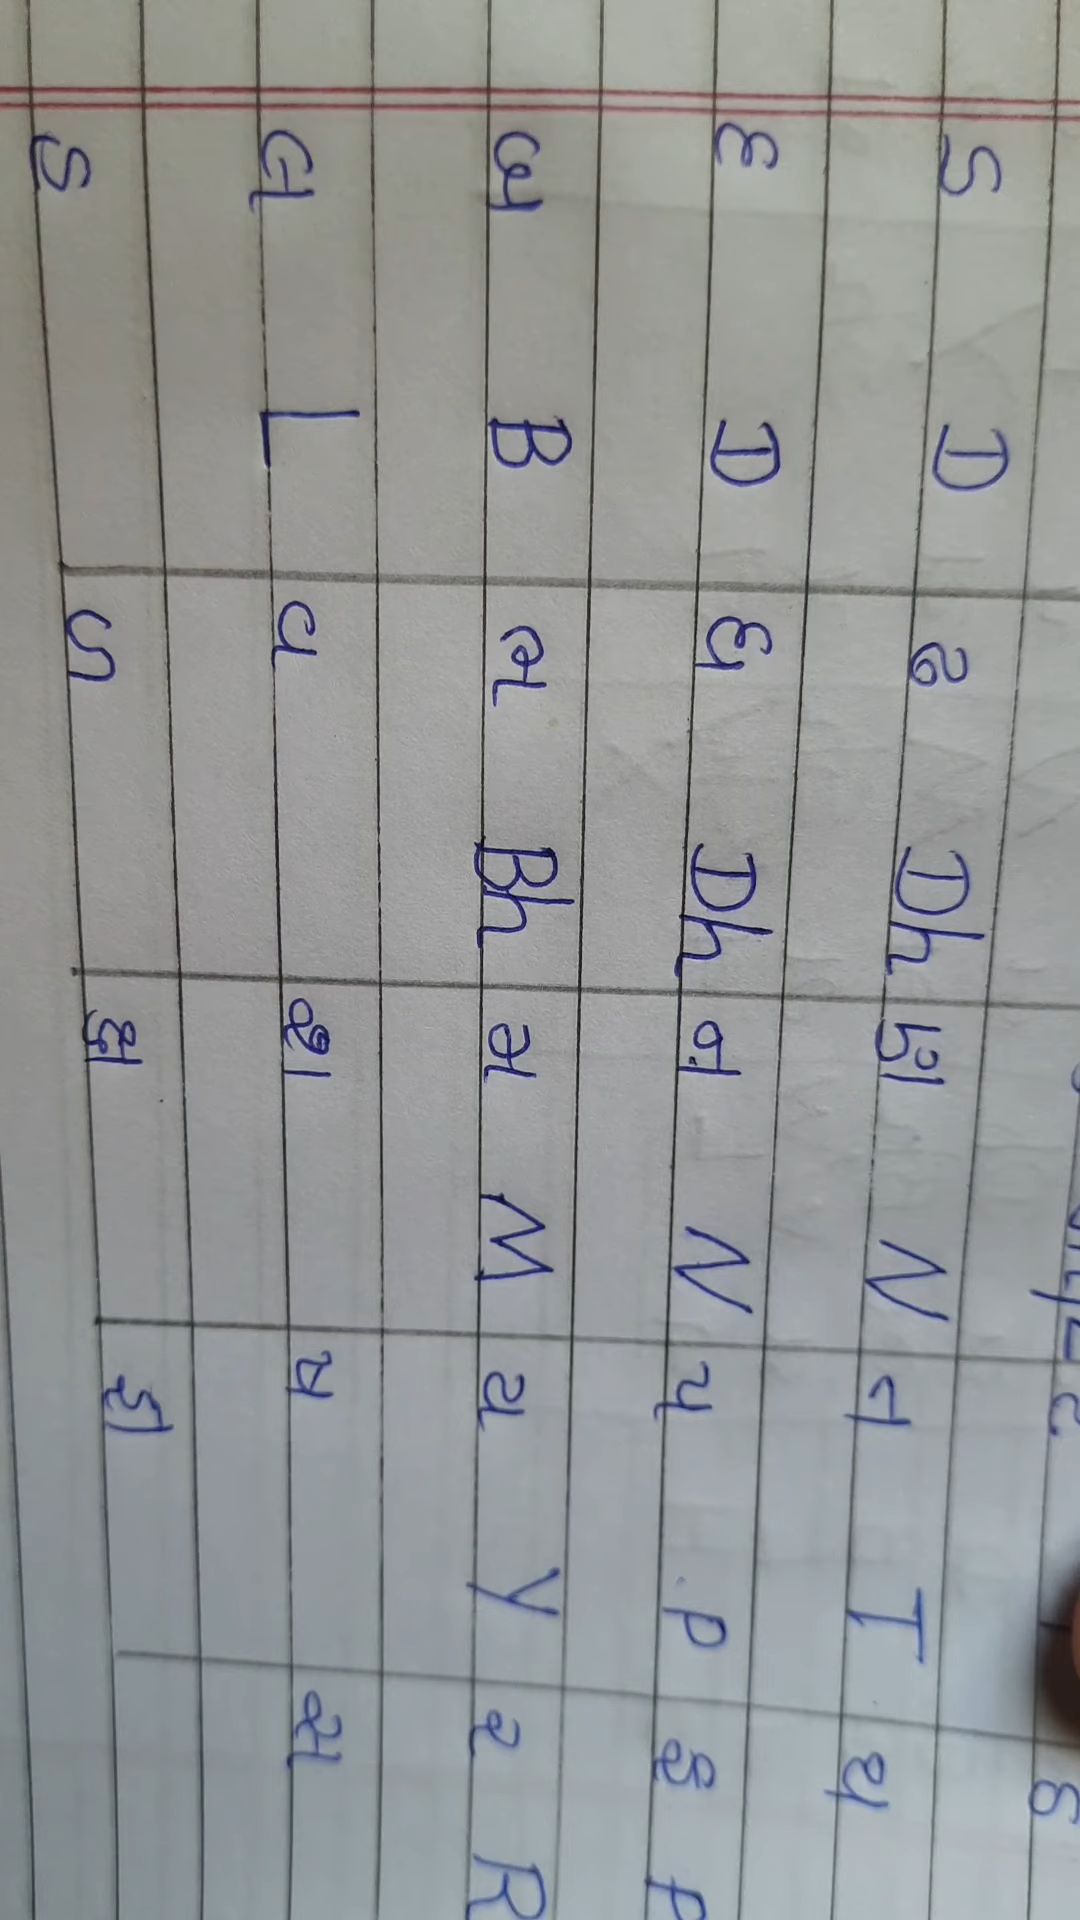 ડ D ઢ Dh ણ N ત T થ
દ D ધ Dh ન N પ P ફ
બ B ભ Bh મ M ય Y ર R
લ L વ શ ષ સ
હ ળ ક્ષ જ્ઞ